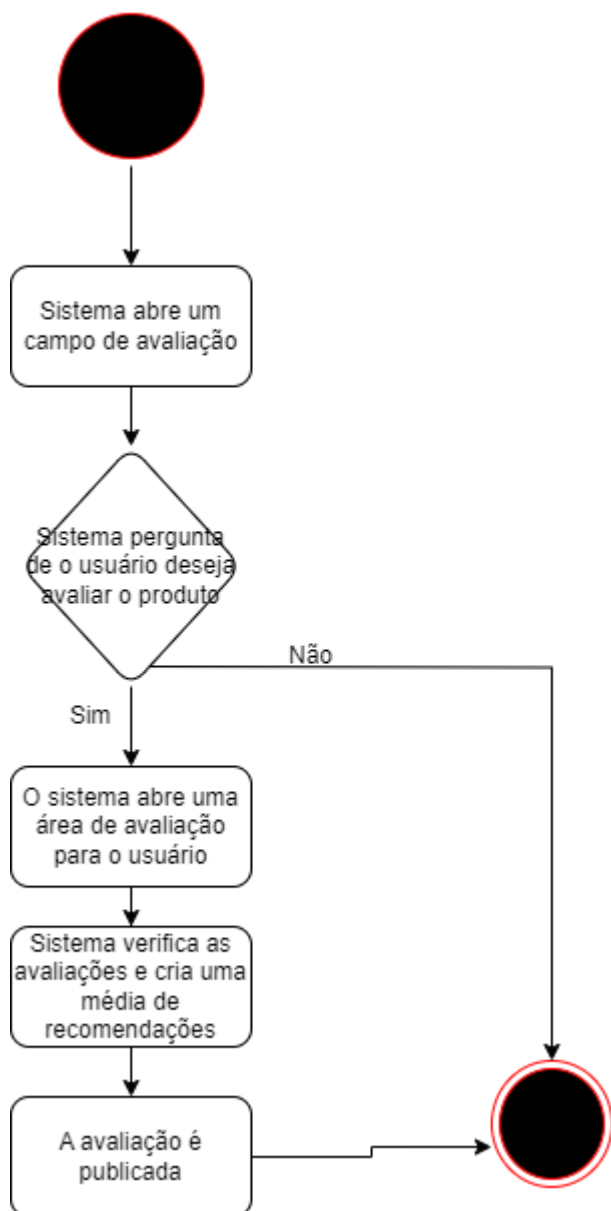 Sistema abre um
campo de avaliação
Sistema pergunta
de o usuário deseja
avaliar o produto
Não
Sim
O sistema abre uma
área de avaliação
para o usuário
Sistema verifica as
avaliações e cria uma
média de
recomendações
A avaliação é
publicada